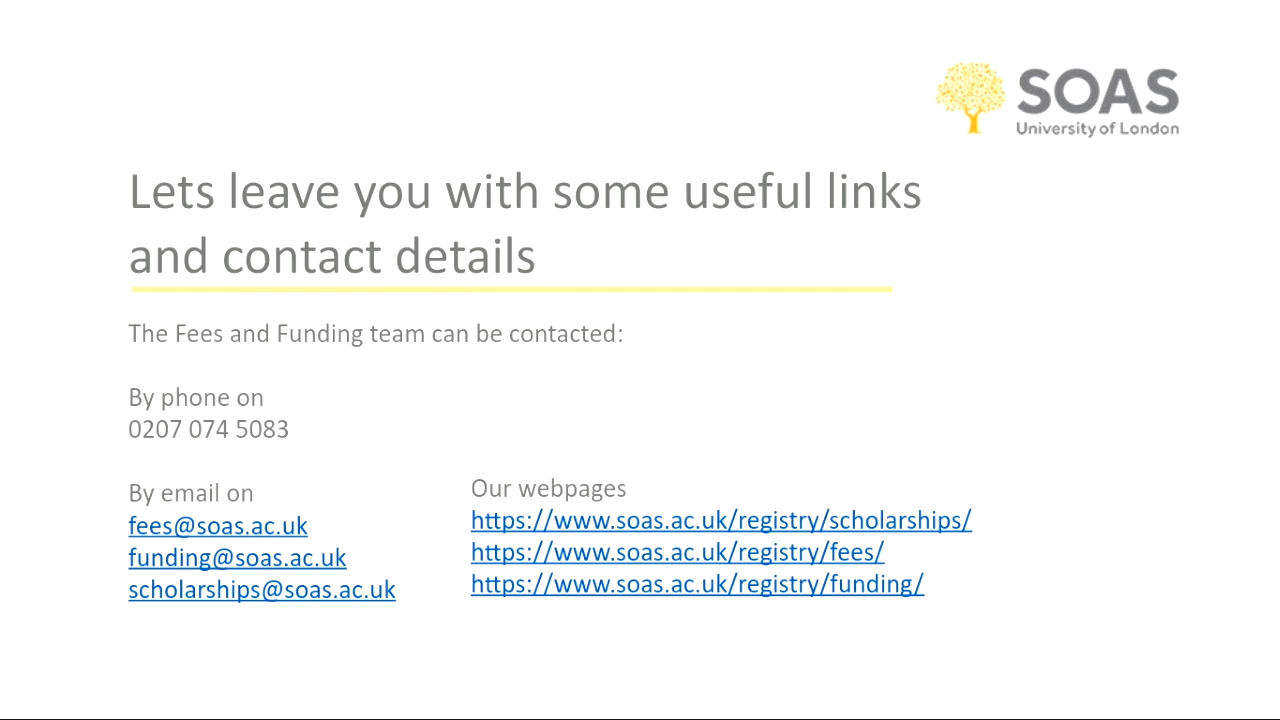 SOAS
University of London
Lets leave you with some useful links
and contact details
The Fees and Funding team can be contacted:
By phone on
0207 074 5083
By email on
fees@soas.ac.uk
funding@soas.ac.uk
scholarships@soas.ac.uk
Our webpages
https://www.soas.ac.uk/registry/scholarships/
https://www.soas.ac.uk/registry/fees/
https://www.soas.ac.uk/registry/funding/